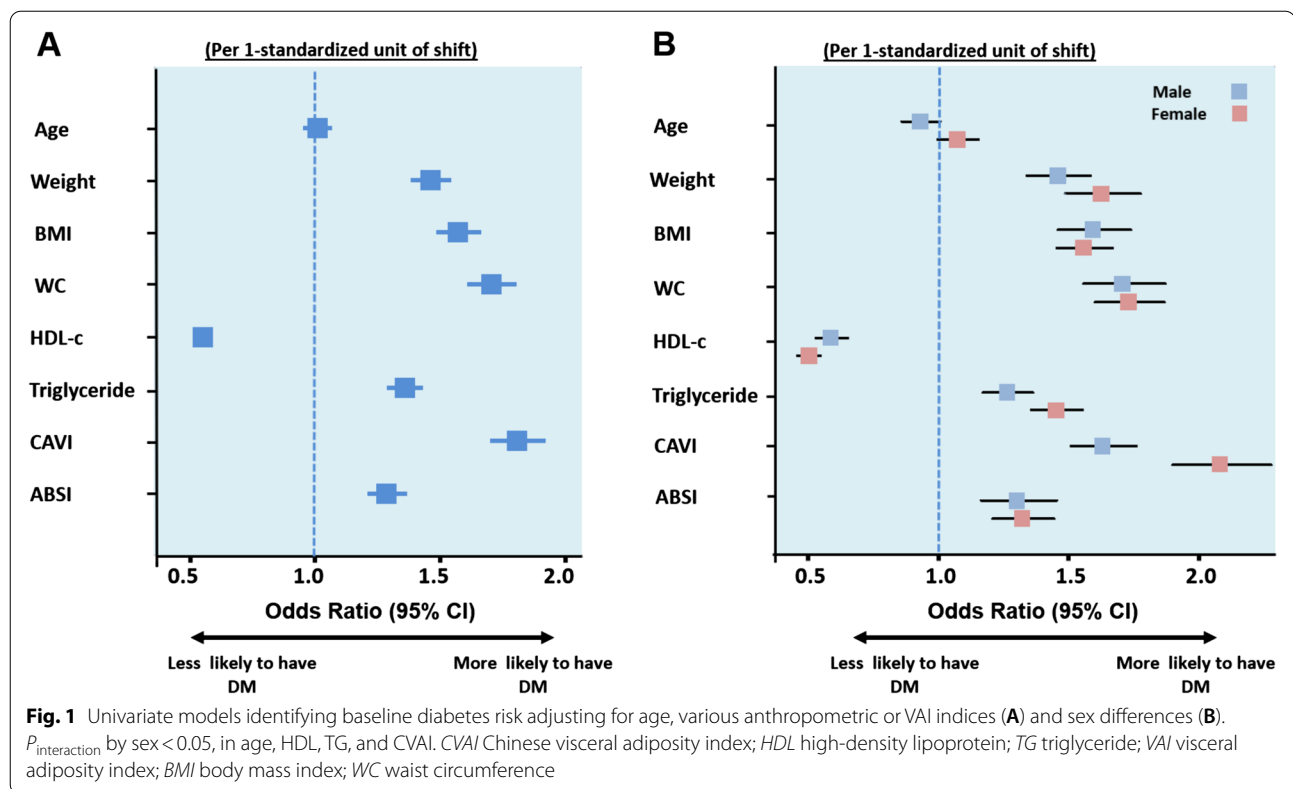 A
(Per 1-standardized unit of shift)
Age
Weight
BMI
WC
HDL-c
Triglyceride
CAVI
ABSI
0.5 1.0 1.5 2.0
Odds Ratio (95% CI)
Less likely to have
DM
More likely to have
DM
B
(Per 1-standardized unit of shift)
Male
Female
Age
Weight
BMI
WC
HDL-c
Triglyceride
CAVI
ABSI
0.5 1.0 1.5 2.0
Odds Ratio (95% CI)
Less likely to have
DM
More likely to have
DM
Fig. 1 Univariate models identifying baseline diabetes risk adjusting for age, various anthropometric or VAI indices (A) and sex differences (B).
Pinteraction by sex < 0.05, in age, HDL, TG, and CVAI. CVAI Chinese visceral adiposity index; HDL high-density lipoprotein; TG triglyceride; VAI visceral
adiposity index; BMI body mass index; WC waist circumference